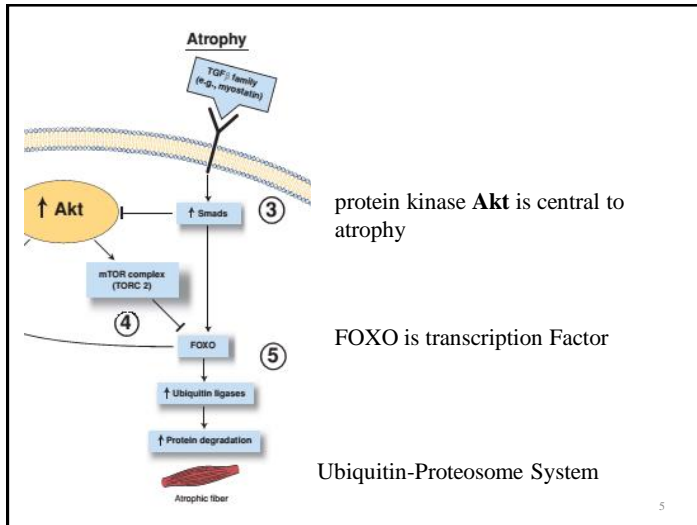 Atrophy
TGFβ family
(e.g., myostatin)
↑ Akt
↑ Smads
③
protein kinase Akt is central to
atrophy
mTOR complex
(TORC 2)
④
FOXO
⑤
FOXO is transcription Factor
↑ Ubiquitin ligases
↑ Protein degradation
Ubiquitin-Proteosome System
Atrophic fiber
5